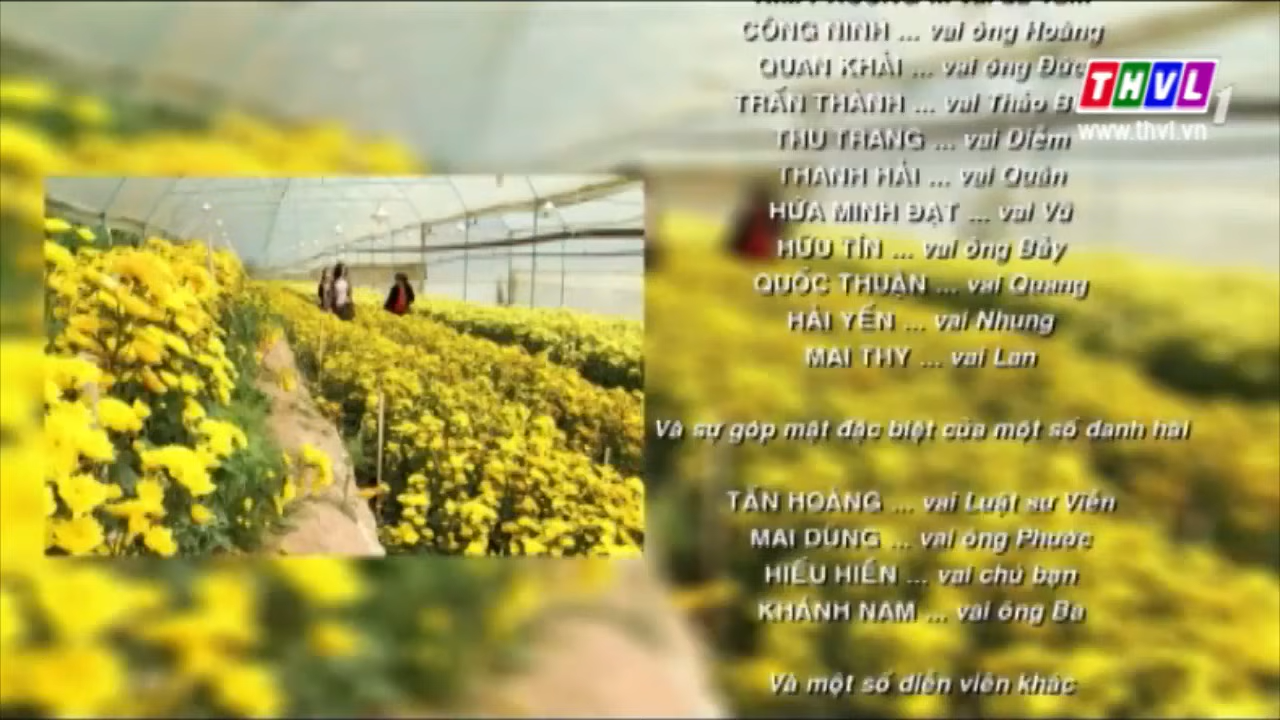 CÔNG NINH ... vai ông Hoàng
QUAN KHẢI ... vai ông Đức
TRẤN THÀNH ... vai Thảo
THU TRANG ... vai Diễm
THANH HẢI ... vai Quân
HỨA MINH ĐẠT ... vai Vũ
HỮU TÍN ... vai ông Bảy
QUỐC THUẬN ... vai Quang
HẢI YẾN ... vai Nhung
MAI THY ... vai Lan
Và sự góp mặt đặc biệt của một số danh hài
TẤN HOÀNG ... vai Luật sư Viễn
MAI DŨNG ... vai ông Phước
HIẾU HIỀN ... vai chủ bạn
KHÁNH NAM ... vai ông Ba
Và một số diễn viên khác
THVL 1
www.thvl.vn